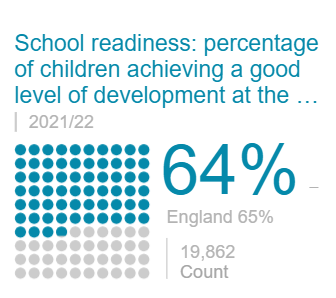 School readiness: percentage
of children achieving a good
level of development at the ...
2021/22
64% –
England 65%
19,862
Count